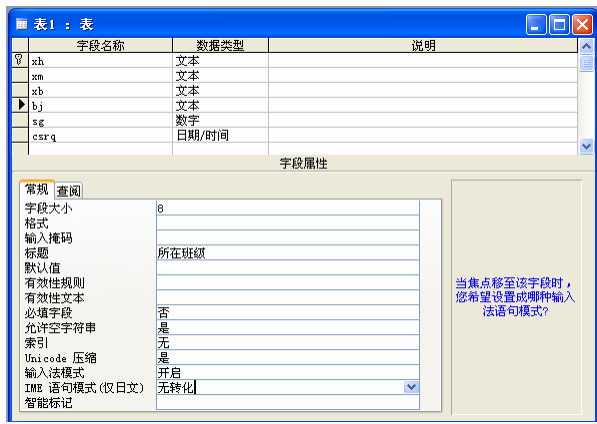 表1 : 表
字段名称 数据类型 说明
xh 文本
xm 文本
xb 文本
bj 文本
sg 数字
csrq 日期/时间
字段属性
常规 查阅
字段大小 8
格式
输入掩码
标题 所在班级
默认值
有效性规则
有效性文本
必填字段 否
允许空字符串 是
索引 无
Unicode 压缩 是
输入法模式 开启
IME 语句模式(仅日文) 无转化
智能标记
当焦点移至该字段时，
您希望设置成哪种输入
法语句模式?